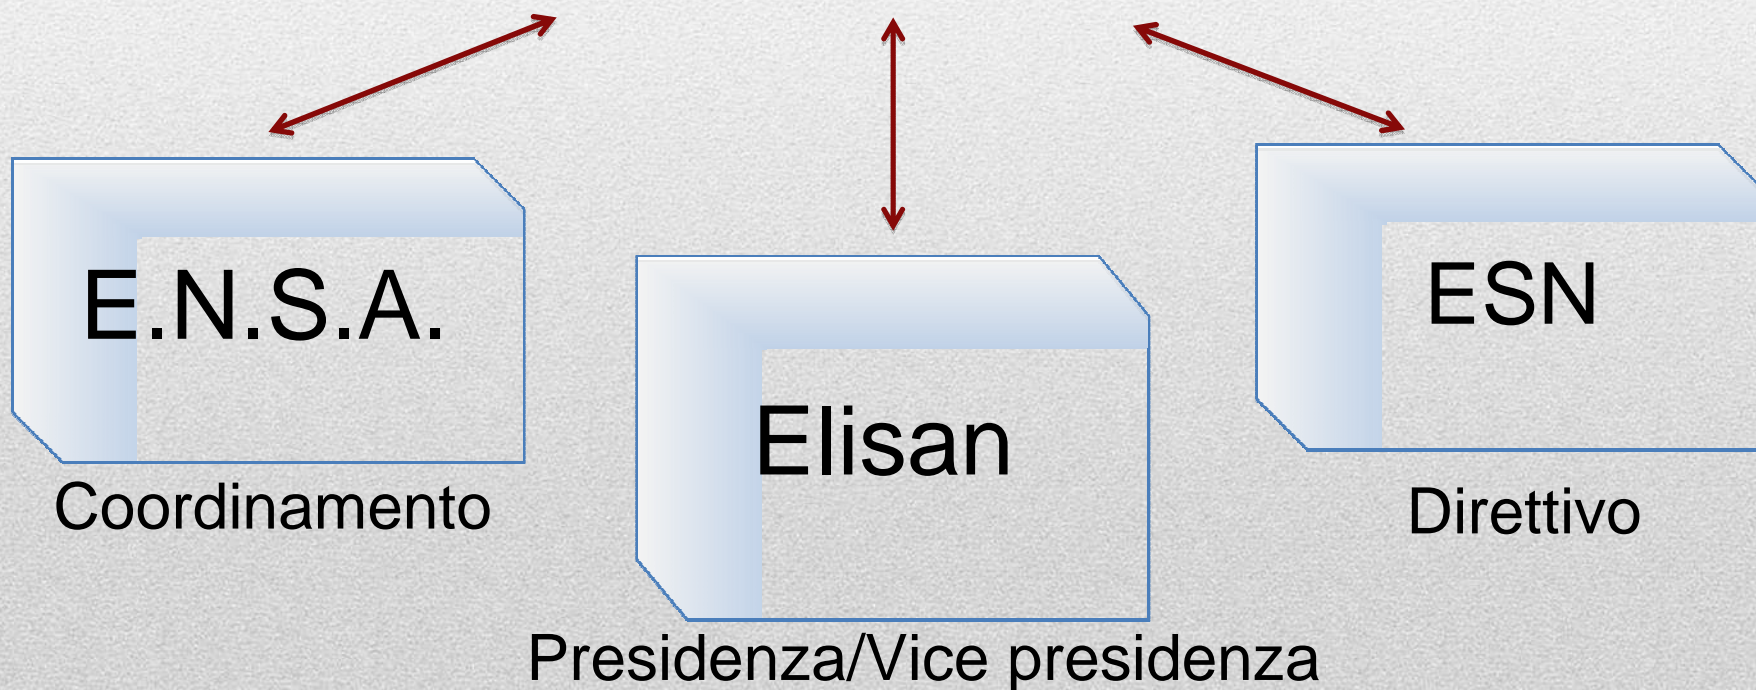 E.N.S.A.
Coordinamento
Elisan
Presidenza/Vice presidenza
ESN
Direttivo